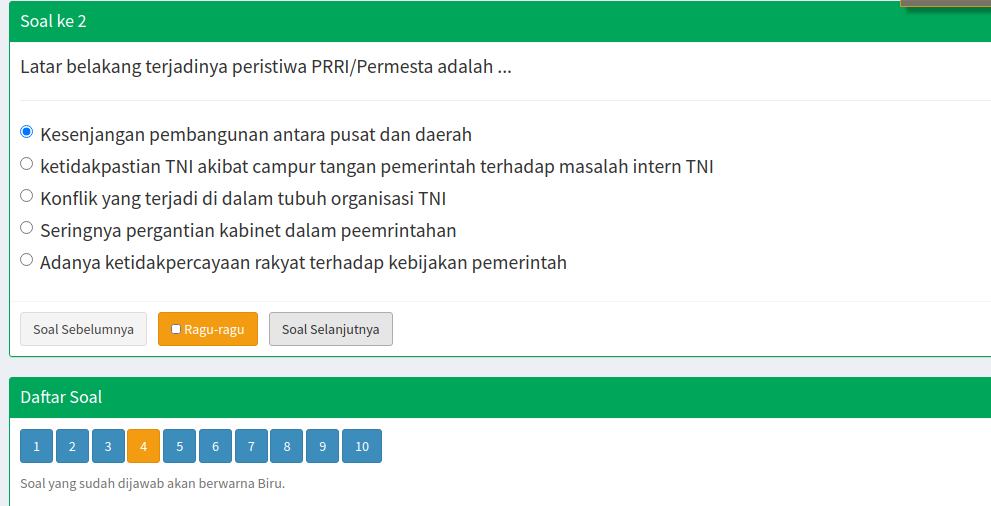 Soal ke 2
Latar belakang terjadinya peristiwa PRRI/Permesta adalah ...
Kesenjangan pembangunan antara pusat dan daerah
ketidakpastian TNI akibat campur tangan pemerintah terhadap masalah intern TNI
Konflik yang terjadi di dalam tubuh organisasi TNI
Seringnya pergantian kabinet dalam peemrintahan
Adanya ketidakpercayaan rakyat terhadap kebijakan pemerintah
Soal Sebelumnya Ragu-ragu Soal Selanjutnya
Daftar Soal
1 2 3 4 5 6 7 8 9 10
Soal yang sudah dijawab akan berwarna Biru.